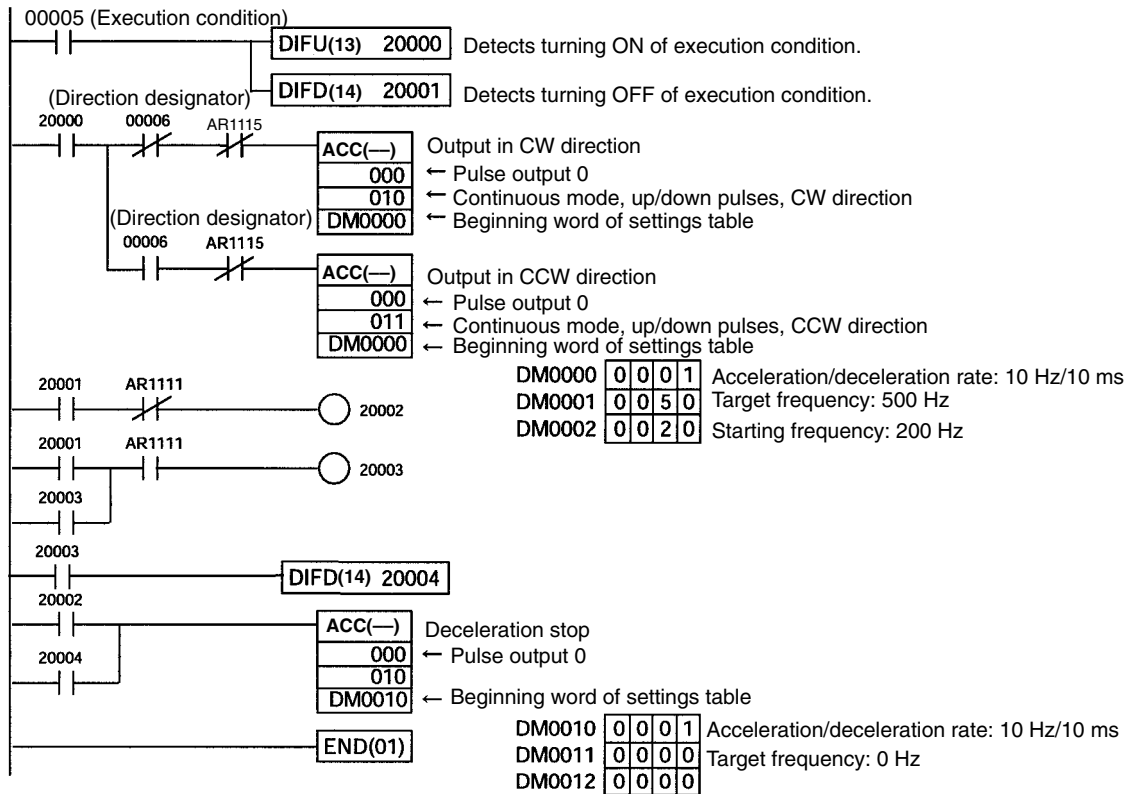 00005 (Execution condition)
DIFU(13) 20000 Detects turning ON of execution condition.
DIFD(14) 20001 Detects turning OFF of execution condition.
(Direction designator)
20000 00006 AR1115
ACC(—) Output in CW direction
000 ← Pulse output 0
010 ← Continuous mode, up/down pulses, CW direction
DM0000 ← Beginning word of settings table
(Direction designator)
00006 AR1115
ACC(—) Output in CCW direction
000 ← Pulse output 0
011 ← Continuous mode, up/down pulses, CCW direction
DM0000 ← Beginning word of settings table
DM0000 0 0 0 1 Acceleration/deceleration rate: 10 Hz/10 ms
DM0001 0 0 5 0 Target frequency: 500 Hz
DM0002 0 0 2 0 Starting frequency: 200 Hz
20001 AR1111
20002
20001 AR1111
20003
20003
20003
DIFD(14) 20004
20002
ACC(—) Deceleration stop
20004
000 ← Pulse output 0
010
DM0010 ← Beginning word of settings table
DM0010 0 0 0 1 Acceleration/deceleration rate: 10 Hz/10 ms
DM0011 0 0 0 0 Target frequency: 0 Hz
DM0012 0 0 0 0
END(01)